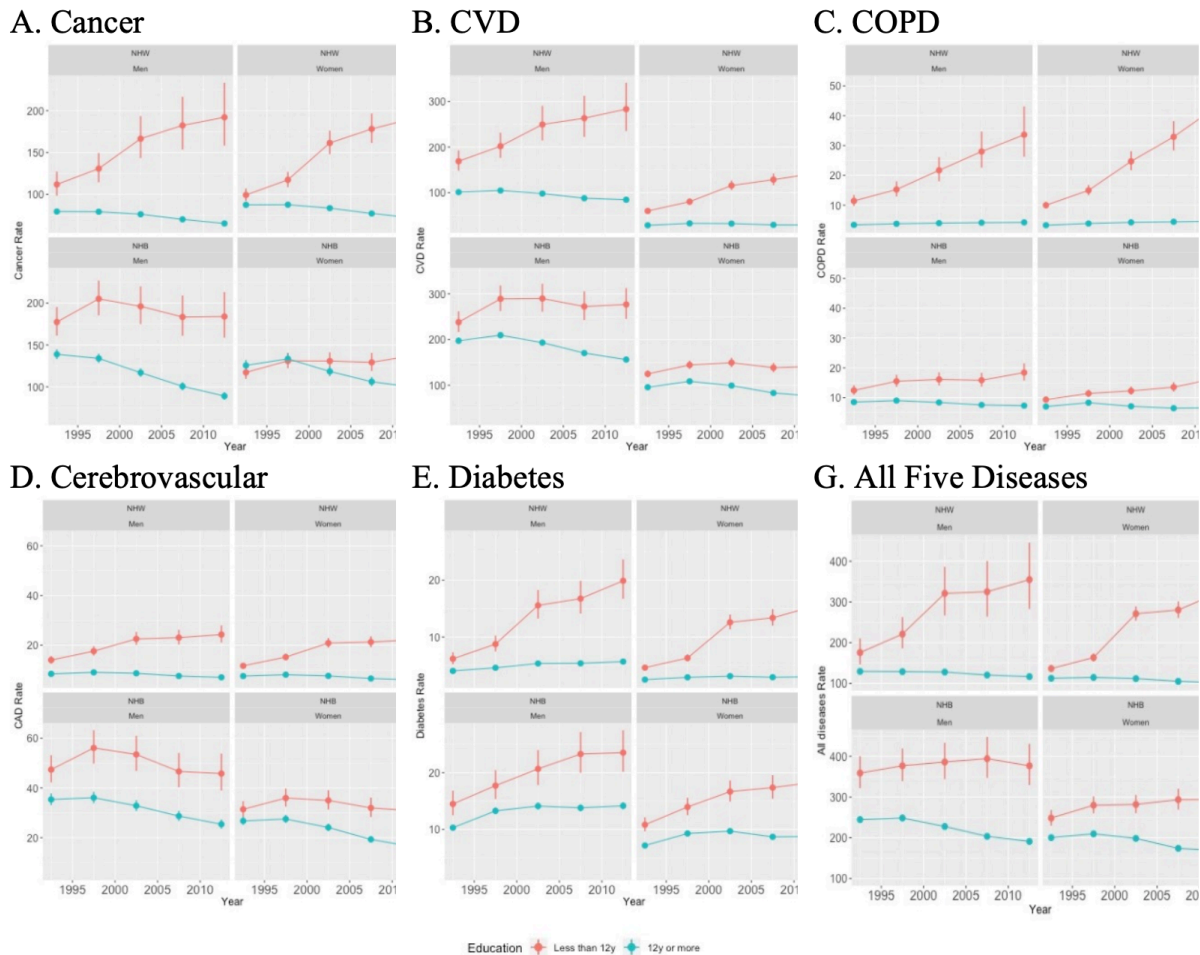 A. Cancer
B. CVD
C. COPD
NHW
Men
NHW
Women
200
150
100
NHB
Men
NHB
Women
200
150
100
Cancer Rate
1995 2000 2005 2010 1995 2000 2005 201
Year
NHW
Men
NHW
Women
300
200
100
NHB
Men
NHB
Women
300
200
100
CVD Rate
1995 2000 2005 2010 1995 2000 2005 201
Year
NHW
Men
NHW
Women
50
40
30
20
10
NHB
Men
NHB
Women
50
40
30
20
10
COPD Rate
1995 2000 2005 2010 1995 2000 2005 20
Year
D. Cerebrovascular
E. Diabetes
G. All Five Diseases
NHW
Men
NHW
Women
60
40
20
NHB
Men
NHB
Women
60
40
20
CAD Rate
1995 2000 2005 2010 1995 2000 2005 201
Year
NHW
Men
NHW
Women
20
10
NHB
Men
NHB
Women
20
10
Diabetes Rate
1995 2000 2005 2010 1995 2000 2005 201
Year
NHW
Men
NHW
Women
400
300
200
100
NHB
Men
NHB
Women
400
300
200
100
All diseases Rate
1995 2000 2005 2010 1995 2000 2005 20
Year
Education Less than 12y 12y or more